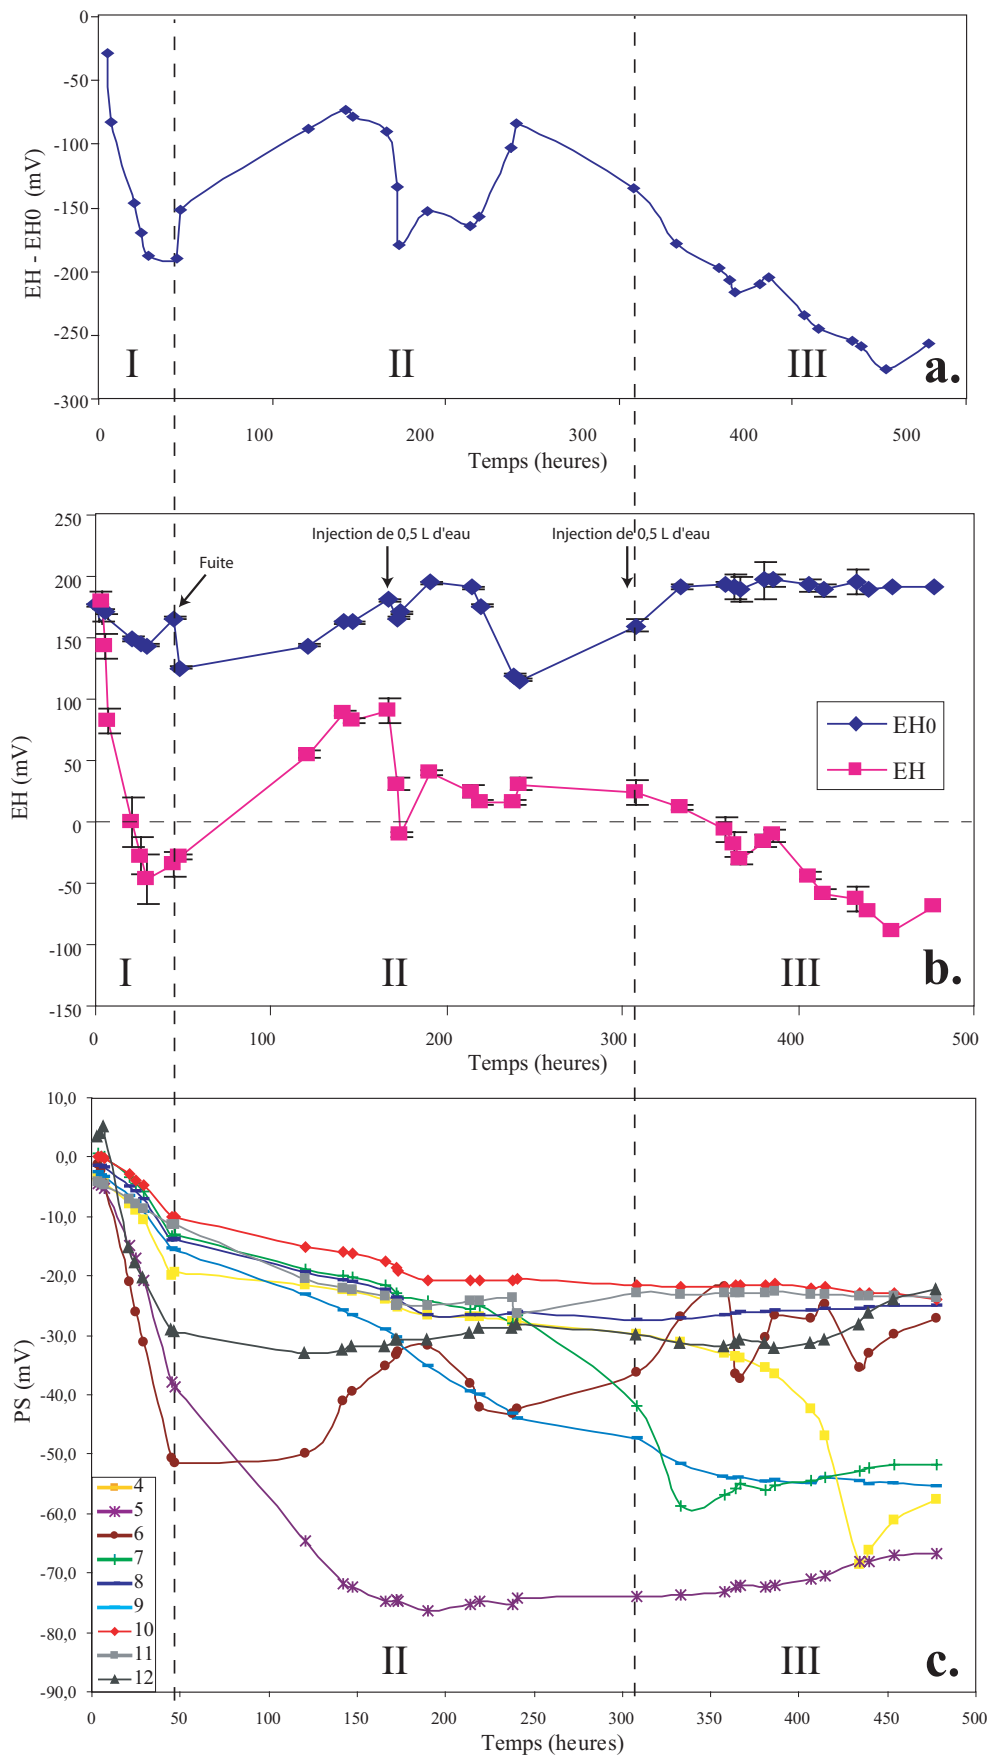 0
-50
-100
-150
-200
-250
-300
EH - EH0 (mV)
I
II
III
a.
0
100
200
300
400
500
Temps (heures)
250
200
150
100
50
0
-50
-100
-150
EH (mV)
Injection de 0,5 L d'eau
Injection de 0,5 L d'eau
Fuite
EH0
EH
I
II
III
b.
0
100
200
300
400
500
Temps (heures)
10,0
0,0
-10,0
-20,0
-30,0
-40,0
-50,0
-60,0
-70,0
-80,0
-90,0
PS (mV)
4
5
6
7
8
9
10
11
12
II
III
c.
0
50
100
150
200
250
300
350
400
450
500
Temps (heures)